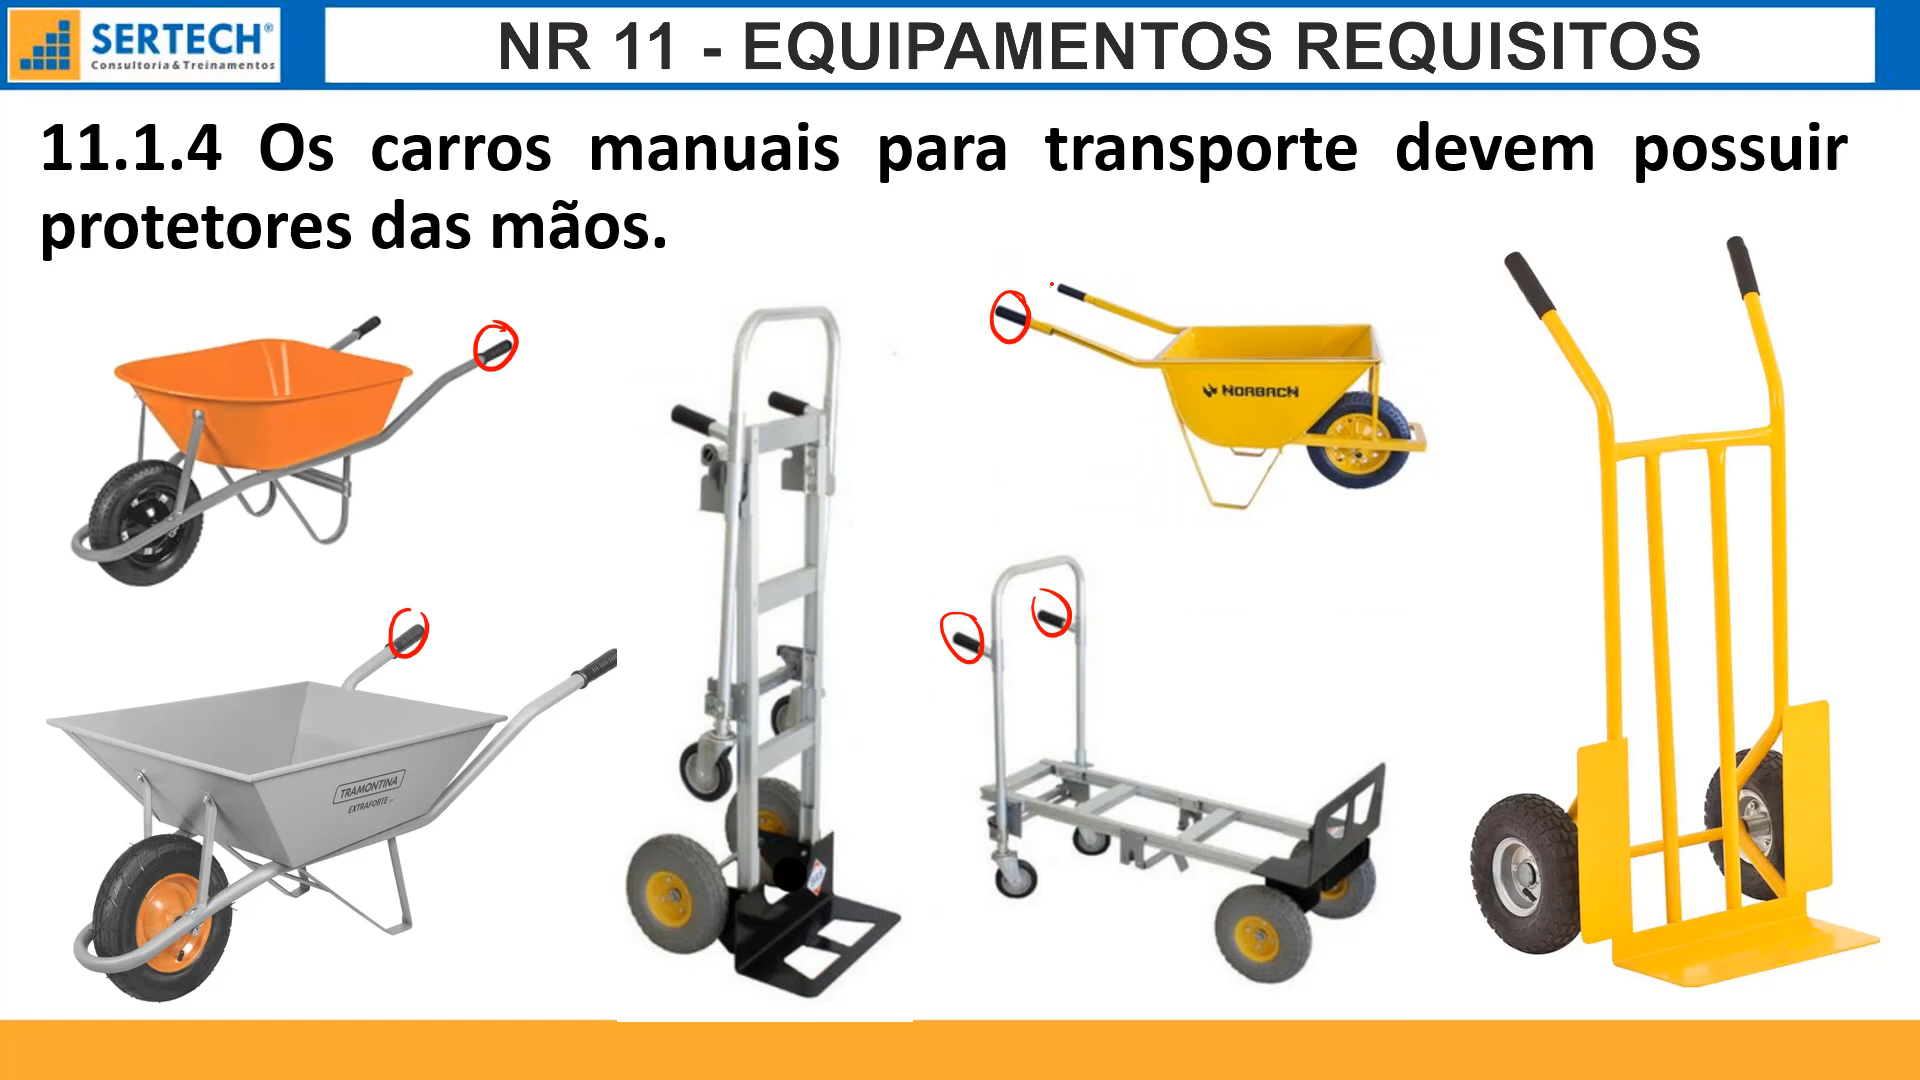 SERTECH®
Consultoria & Treinamentos
NR 11 - EQUIPAMENTOS REQUISITOS
11.1.4 Os carros manuais para transporte devem possuir
protetores das mãos.
NORBACH
TRAMONTINA
EXTRAFORTE